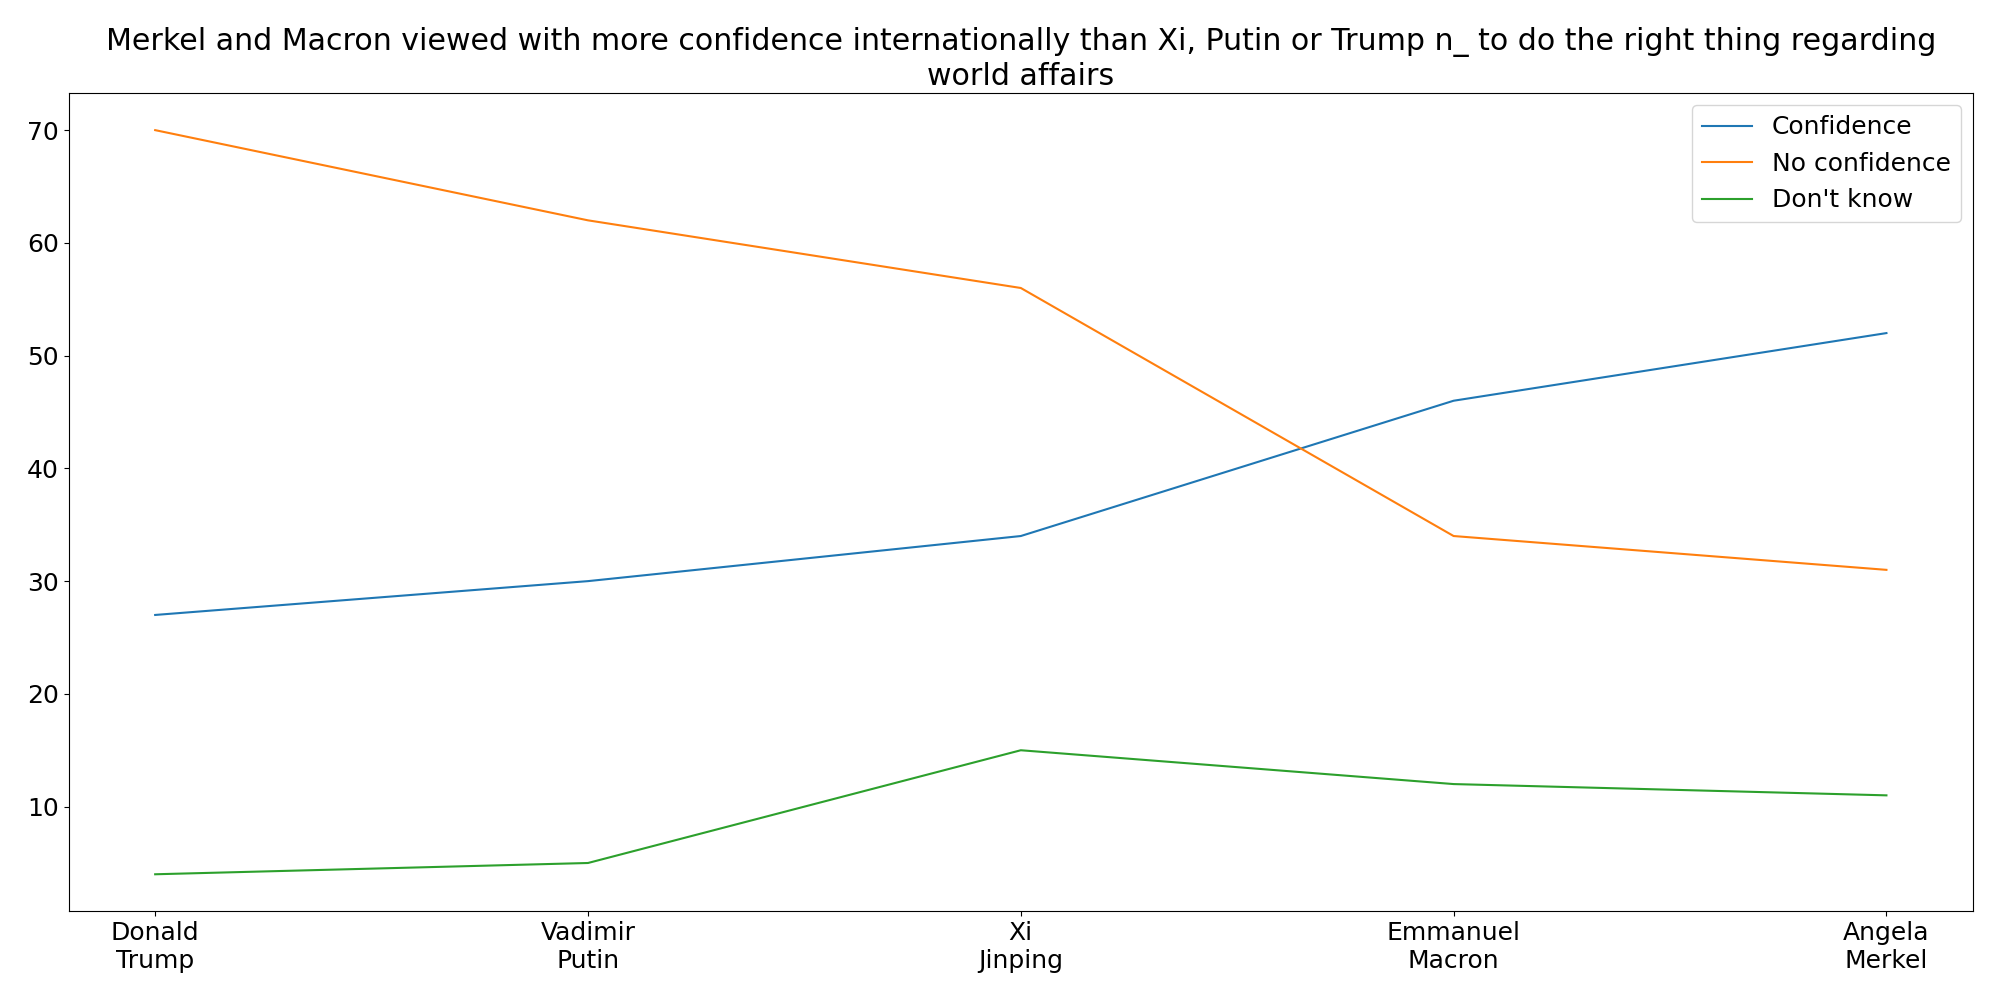 Merkel and Macron viewed with more confidence internationally than Xi, Putin or Trump n_ to do the right thing regarding
world affairs
Confidence
No confidence
Don't know
70
60
50
40
30
20
10
Donald
Trump
Vadimir
Putin
Xi
Jinping
Emmanuel
Macron
Angela
Merkel